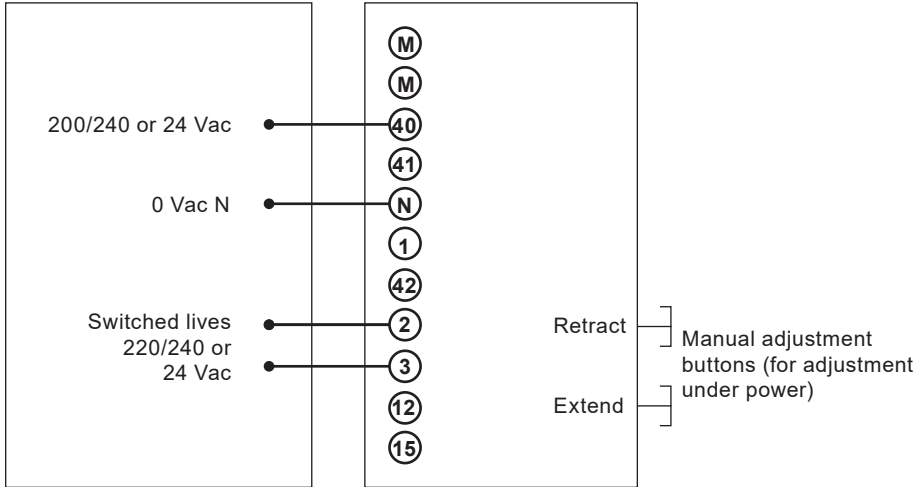 200/240 or 24 Vac
0 Vac N
Switched lives
220/240 or
24 Vac
M
M
40
41
N
1
42
2
3
12
15
Retract
Extend
Manual adjustment
buttons (for adjustment
under power)